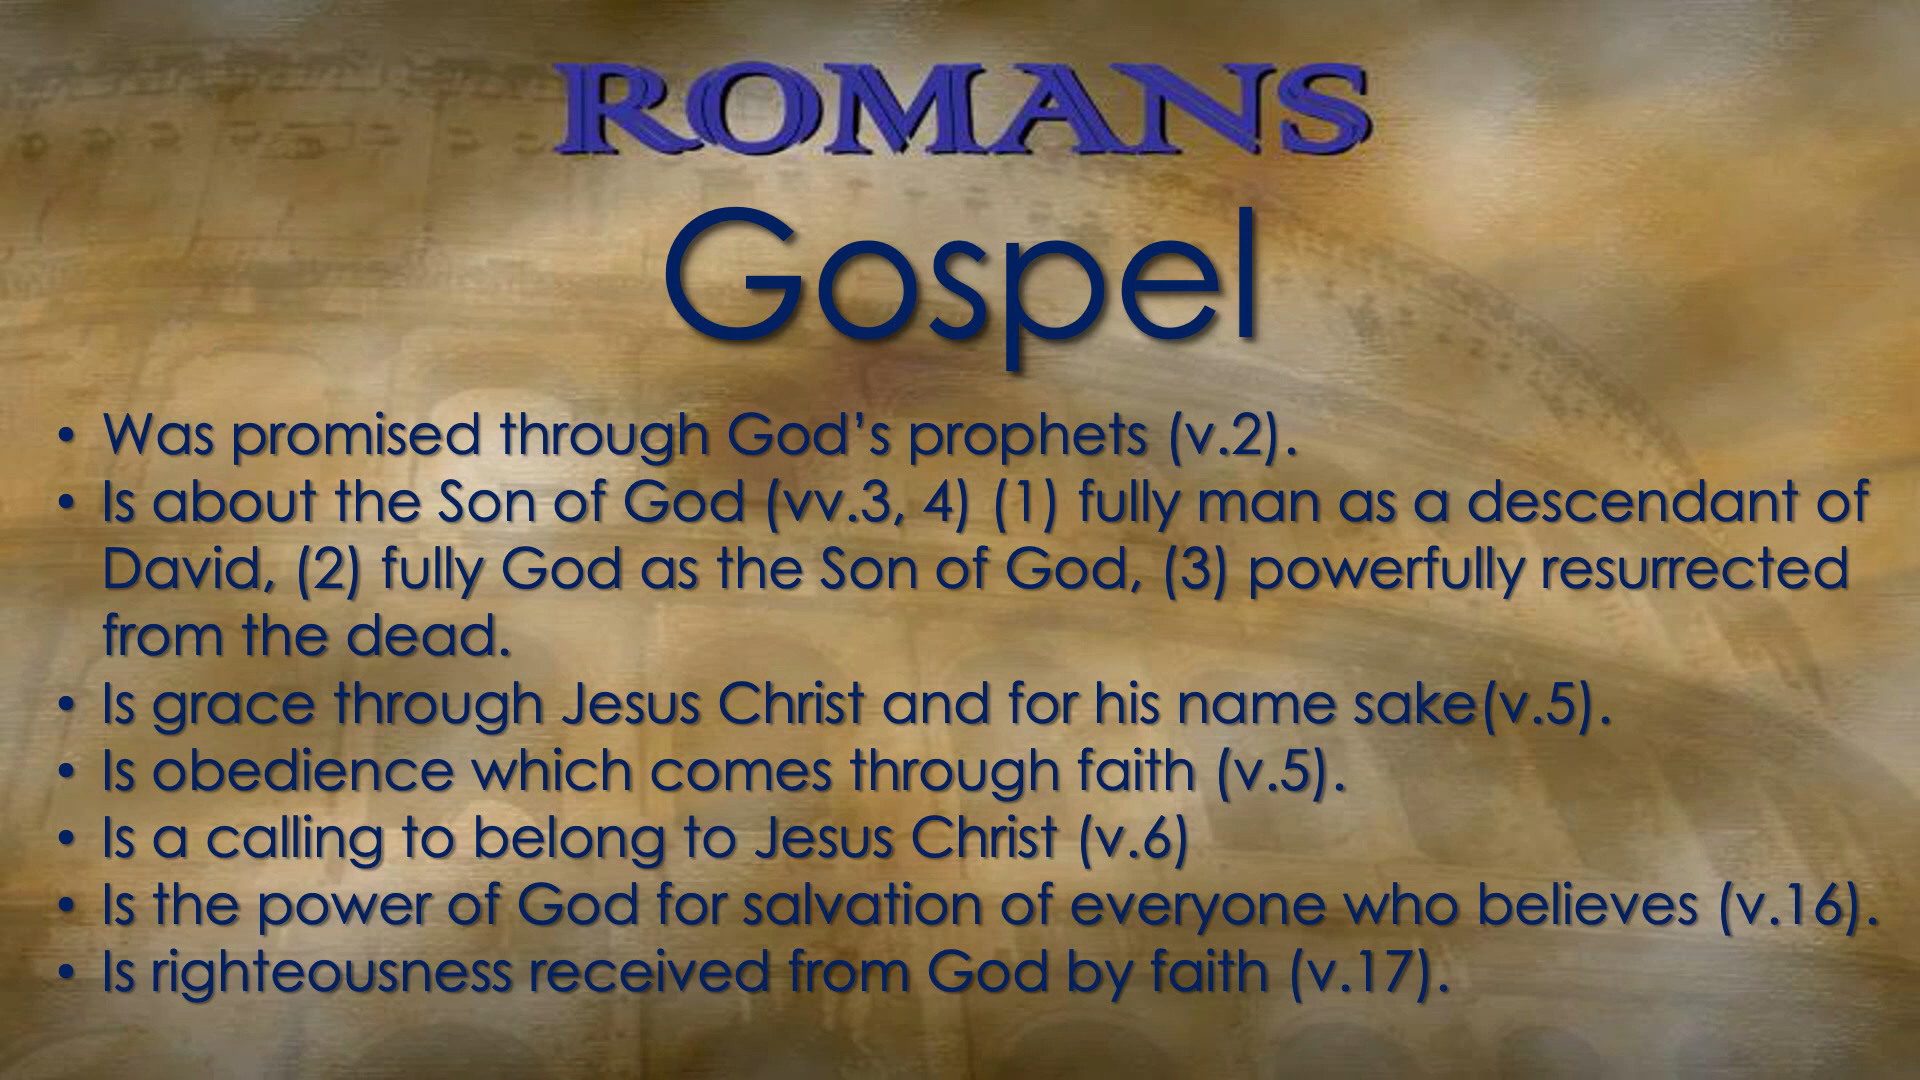 ROMANS
Gospel
• Was promised through God’s prophets (v.2).
• Is about the Son of God (vv.3, 4) (1) fully man as a descendant of
David, (2) fully God as the Son of God, (3) powerfully resurrected
from the dead.
• Is grace through Jesus Christ and for his name sake(v.5).
• Is obedience which comes through faith (v.5).
• Is a calling to belong to Jesus Christ (v.6)
• Is the power of God for salvation of everyone who believes (v.16).
• Is righteousness received from God by faith (v.17).